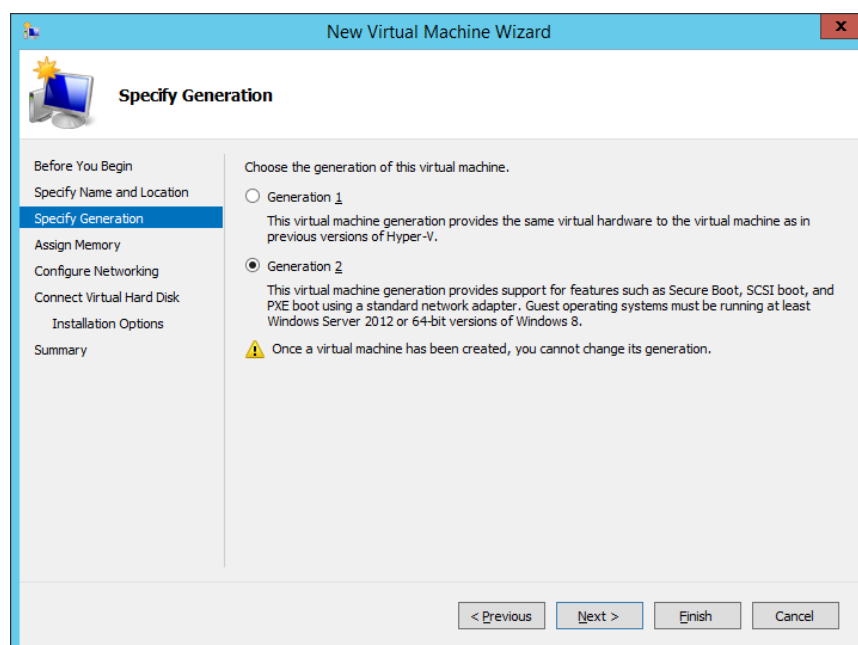 New Virtual Machine Wizard
x
Specify Generation
Before You Begin
Specify Name and Location
Specify Generation
Assign Memory
Configure Networking
Connect Virtual Hard Disk
Installation Options
Summary
Choose the generation of this virtual machine.
Generation 1
This virtual machine generation provides the same virtual hardware to the virtual machine as in
previous versions of Hyper-V.
Generation 2
This virtual machine generation provides support for features such as Secure Boot, SCSI boot, and
PXE boot using a standard network adapter. Guest operating systems must be running at least
Windows Server 2012 or 64-bit versions of Windows 8.
Once a virtual machine has been created, you cannot change its generation.
< Previous
Next >
Finish
Cancel